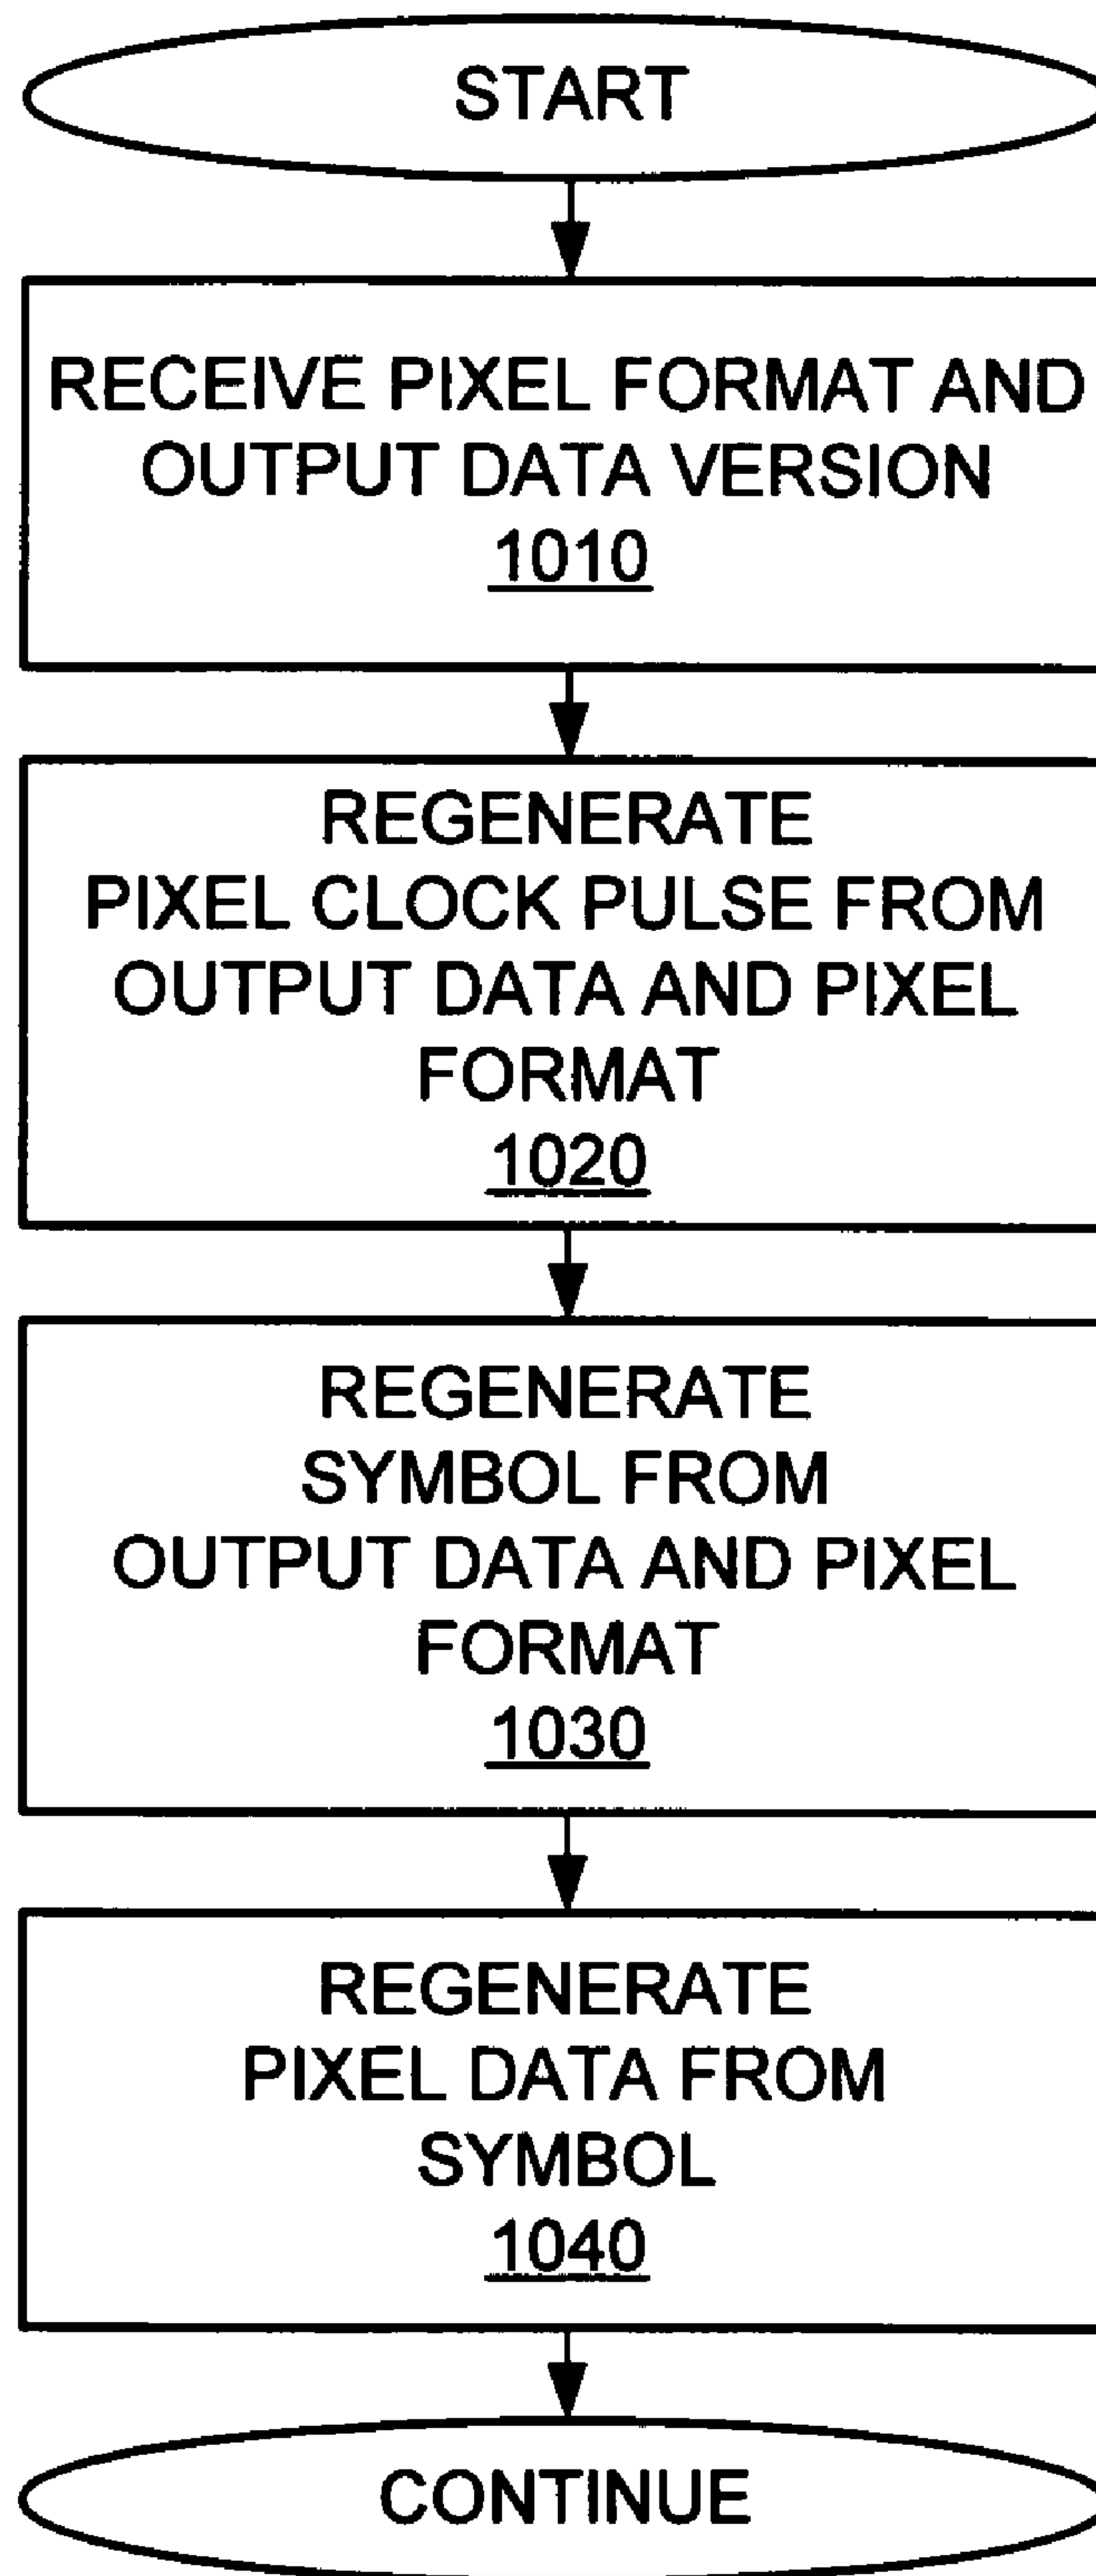 START
RECEIVE PIXEL FORMAT AND
OUTPUT DATA VERSION
1010
REGENERATE
PIXEL CLOCK PULSE FROM
OUTPUT DATA AND PIXEL
FORMAT
1020
REGENERATE
SYMBOL FROM
OUTPUT DATA AND PIXEL
FORMAT
1030
REGENERATE
PIXEL DATA FROM
SYMBOL
1040
CONTINUE